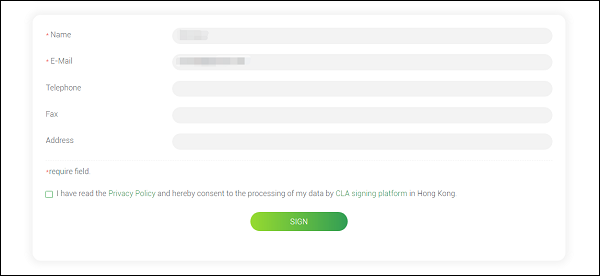 * Name
* E-Mail
Telephone
Fax
Address
*require field.
I have read the Privacy Policy and hereby consent to the processing of my data by CLA signing platform in Hong Kong.
SIGN